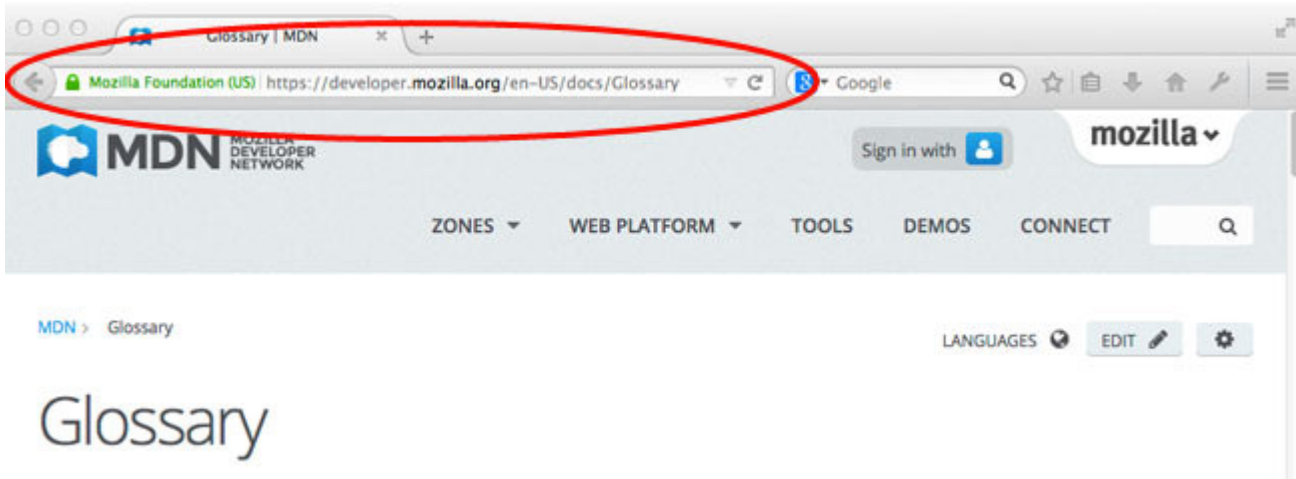 Glossary | MDN
Mozilla Foundation (US) https://developer.mozilla.org/en-US/docs/Glossary Google
MDN MOZILLA DEVELOPER NETWORK
Sign in with
mozilla
ZONES WEB PLATFORM TOOLS DEMOS CONNECT
MDN > Glossary
LANGUAGES EDIT
Glossary